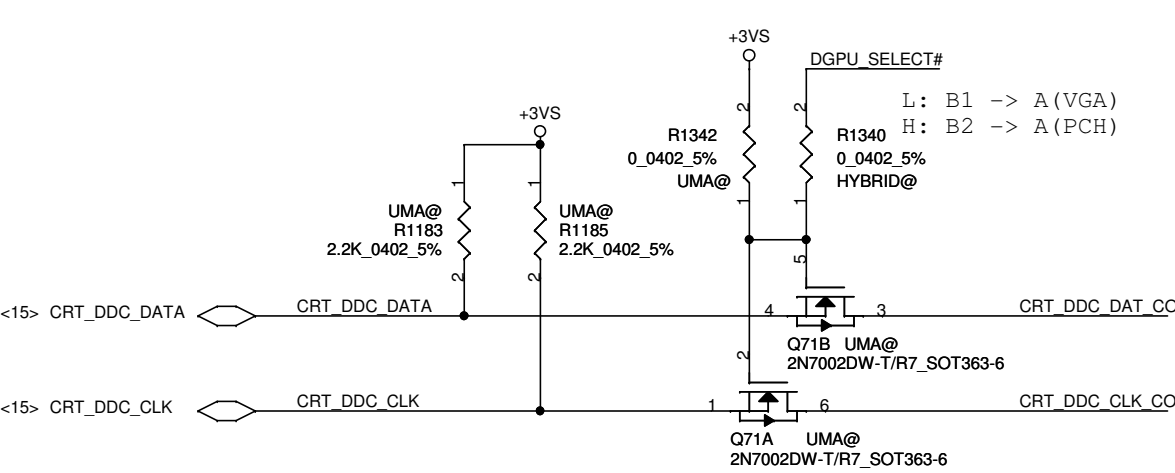 +3VS
DGPU_SELECT#
L: B1 -> A(VGA)
H: B2 -> A(PCH)
2
2
+3VS
R1342
0_0402_5%
UMA@
R1340
0_0402_5%
HYBRID@
1
1
1
1
UMA@
R1183
2.2K_0402_5%
UMA@
R1185
2.2K_0402_5%
2
2
5
<15> CRT_DDC_DATA
CRT_DDC_DATA
4
3
CRT_DDC_DAT_CO
Q71B UMA@
2N7002DW-T/R7_SOT363-6
2
<15> CRT_DDC_CLK
CRT_DDC_CLK
1
6
CRT_DDC_CLK_CO
Q71A UMA@
2N7002DW-T/R7_SOT363-6